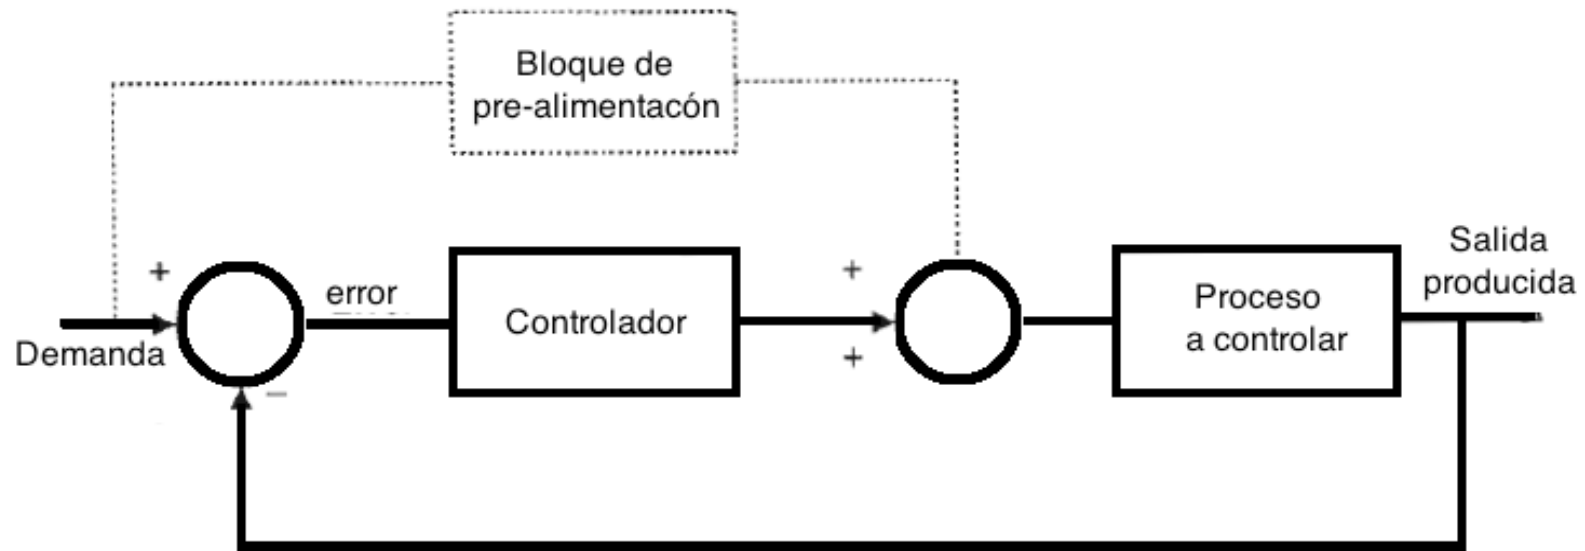 Bloque de
pre-alimentacón
Salida
producida
+
error
+
Controlador
Proceso
a controlar
Demanda
+
−